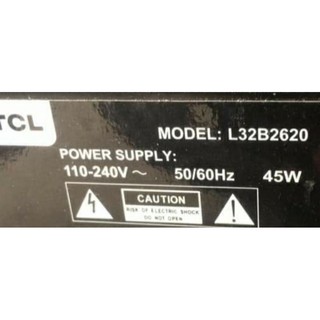 TCL
MODEL: L32B2620
POWER SUPPLY:
110-240V ~ 50/60Hz 45W
CAUTION
RISK OF ELECTRIC SHOCK
DO NOT OPEN